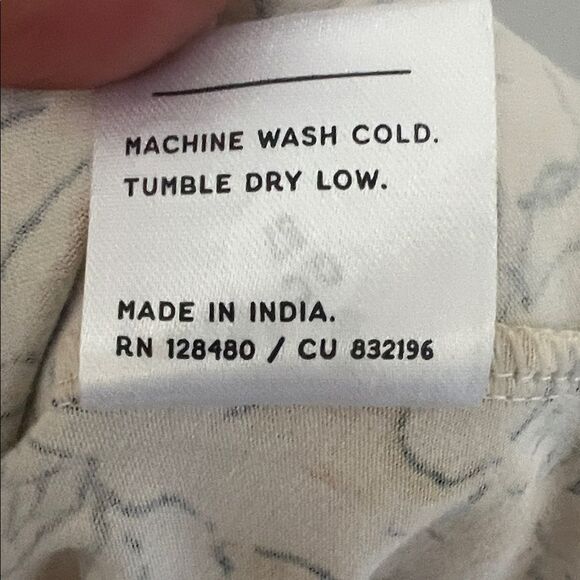 MACHINE WASH COLD.
TUMBLE DRY LOW.
MADE IN INDIA.
RN 128480 / CU 832196